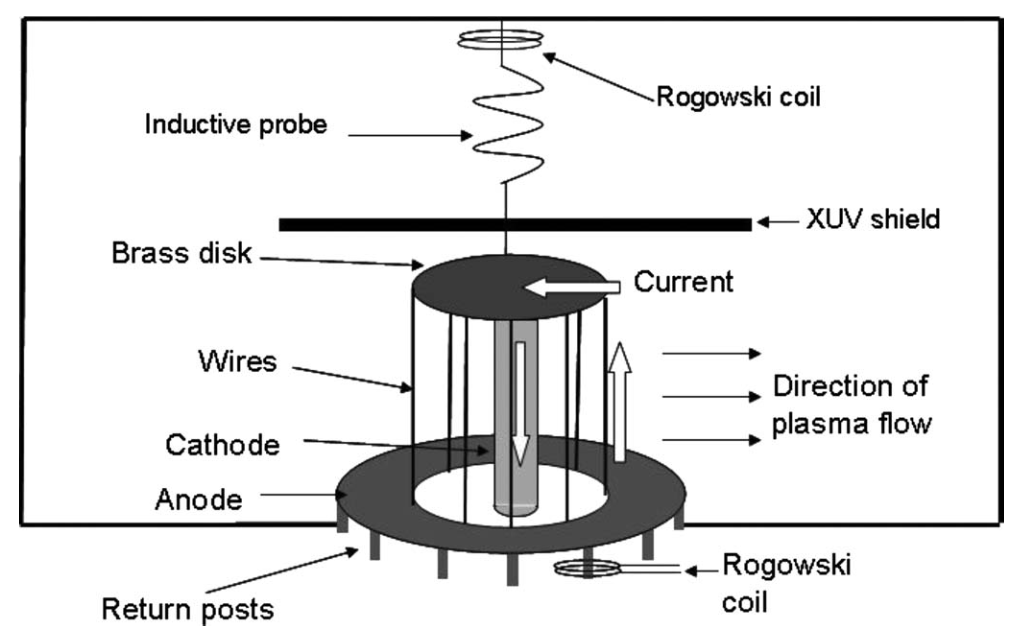 Rogowski coil
Inductive probe
XUV shield
Brass disk
Current
Wires
Direction of
plasma flow
Cathode
Anode
Rogowski
coil
Return posts